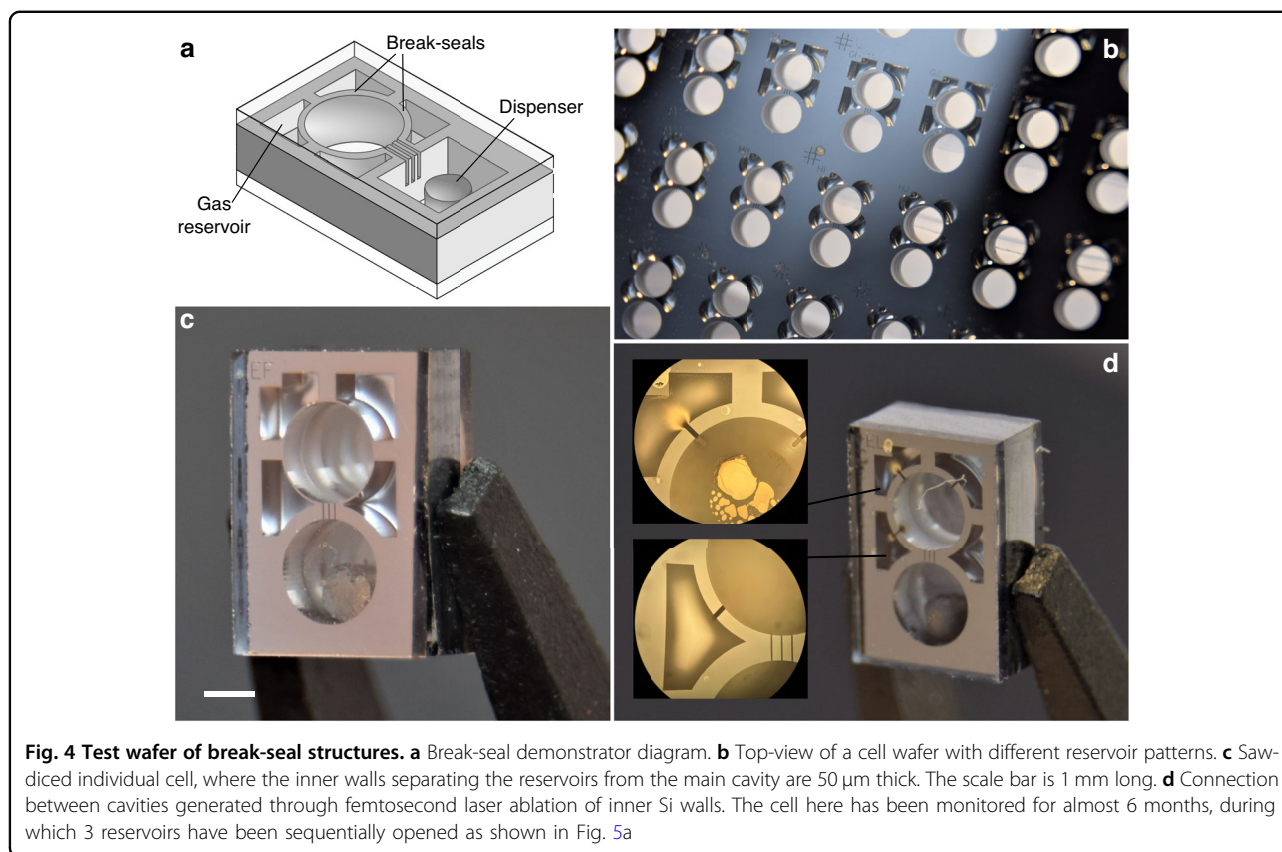 a
Break-seals
Dispenser
Gas
reservoir
b
c
EF
d
EL
Fig. 4 Test wafer of break-seal structures. a Break-seal demonstrator diagram. b Top-view of a cell wafer with different reservoir patterns. c Saw-
diced individual cell, where the inner walls separating the reservoirs from the main cavity are 50 µm thick. The scale bar is 1 mm long. d Connection
between cavities generated through femtosecond laser ablation of inner Si walls. The cell here has been monitored for almost 6 months, during
which 3 reservoirs have been sequentially opened as shown in Fig. 5a